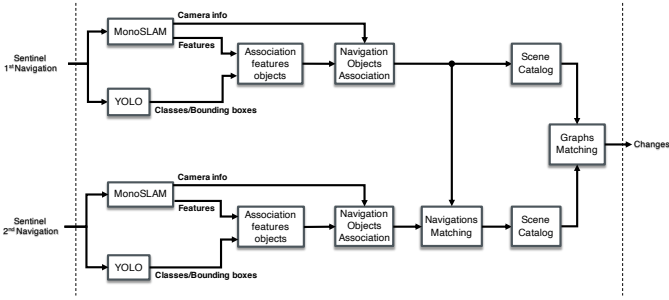 Camera info
MonoSLAM
Features
Sentinel
1st Navigation
Association
features
objects
Navigation
Objects
Association
Scene
Catalog
YOLO
Classes/Bounding boxes
Graphs
Matching
Changes
Camera info
MonoSLAM
Features
Sentinel
2nd Navigation
Association
features
objects
Navigation
Objects
Association
Navigations
Matching
Scene
Catalog
YOLO
Classes/Bounding boxes